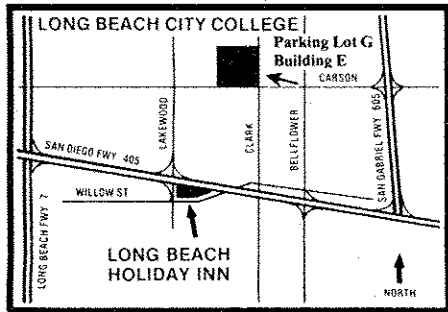 LONG BEACH CITY COLLEGE
Parking Lot G
Building E
CARSON
LAKEWOOD
CLARK
BELLFLOWER
SAN GABRIEL FWY 605
SAN DIEGO FWY 405
WILLOW ST
LONG BEACH FWY 7
LONG BEACH
HOLIDAY INN
NORTH